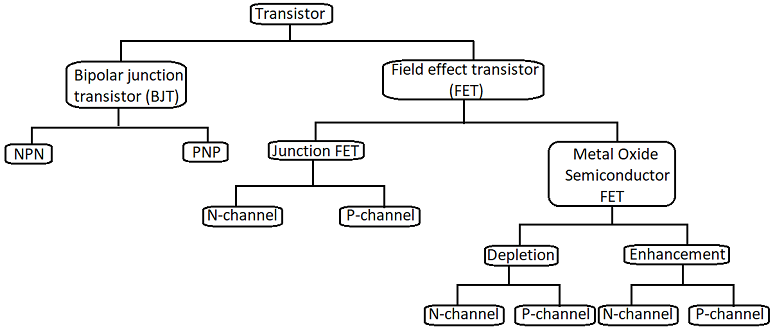 Transistor
Bipolar junction
transistor (BJT)
Field effect transistor
(FET)
NPN
PNP
Junction FET
Metal Oxide
Semiconductor
FET
N-channel
P-channel
Depletion
Enhancement
N-channel
P-channel
N-channel
P-channel